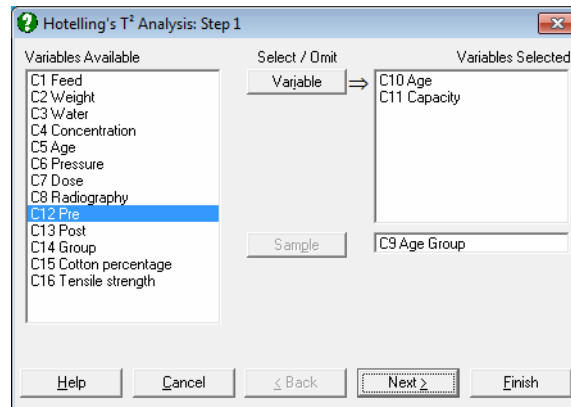 Hotelling's T² Analysis: Step 1
Variables Available
Select / Omit
Variables Selected
C1 Feed
C2 Weight
C3 Water
C4 Concentration
C5 Age
C6 Pressure
C7 Dose
C8 Radiography
C12 Pre
C13 Post
C14 Group
C15 Cotton percentage
C16 Tensile strength
Variable
C10 Age
C11 Capacity
Sample
C9 Age Group
Help
Cancel
< Back
Next >
Finish